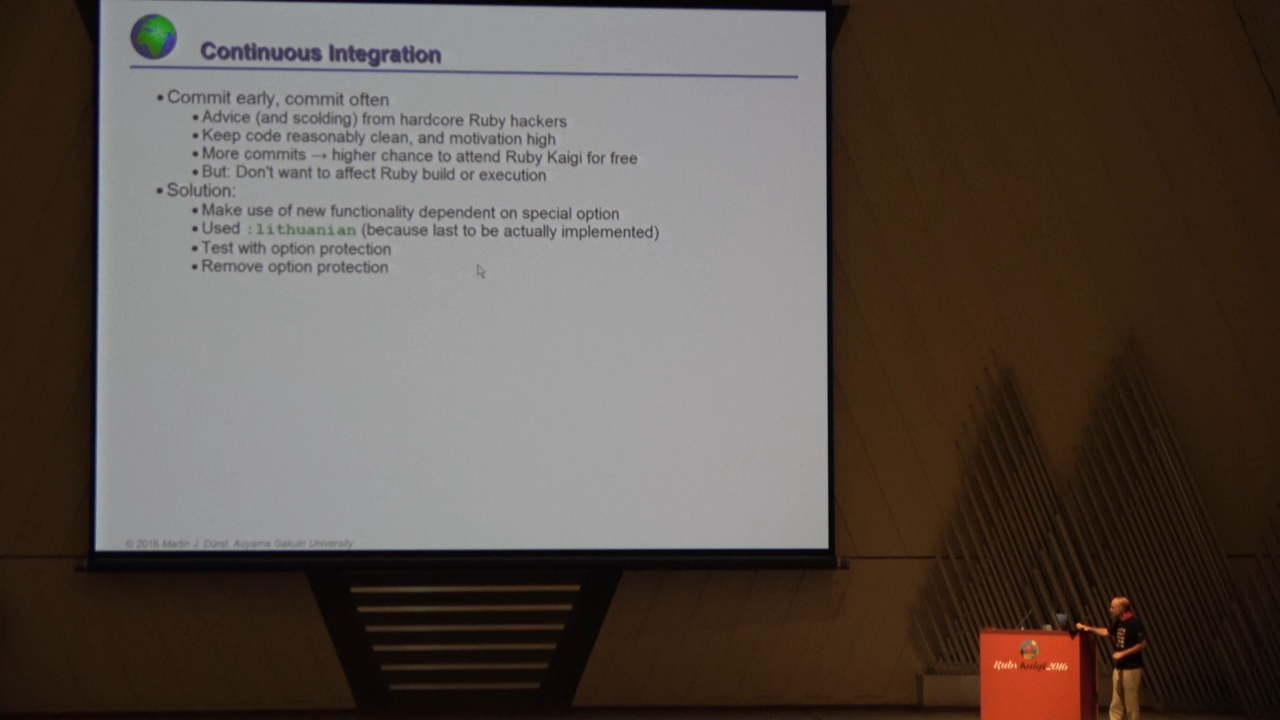 Continuous Integration
• Commit early, commit often
• Advice (and scolding) from hardcore Ruby hackers
• Keep code reasonably clean, and motivation high
• More commits → higher chance to attend Ruby Kaigi for free
• But: Don't want to affect Ruby build or execution
• Solution:
• Make use of new functionality dependent on special option
• Used :lithuanian (because last to be actually implemented)
• Test with option protection
• Remove option protection
© 2016 Martin J. Dürst, Aoyama Gakuin University
RubyKaigi 2016